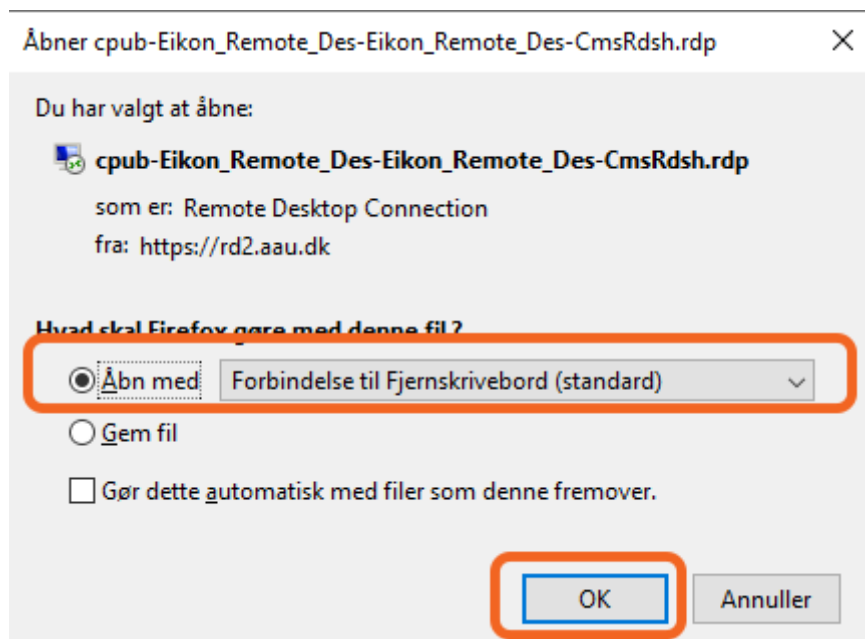 Åbner cpub-Eikon_Remote_Des-Eikon_Remote_Des-CmsRdsh.rdp
Du har valgt at åbne:
cpub-Eikon_Remote_Des-Eikon_Remote_Des-CmsRdsh.rdp
som er: Remote Desktop Connection
fra: https://rd2.aau.dk
Hvad skal Firefox gøre med denne fil?
Åbn med Forbindelse til Fjernskrivebord (standard)
Gem fil
Gør dette automatisk med filer som denne fremover.
OK Annuller